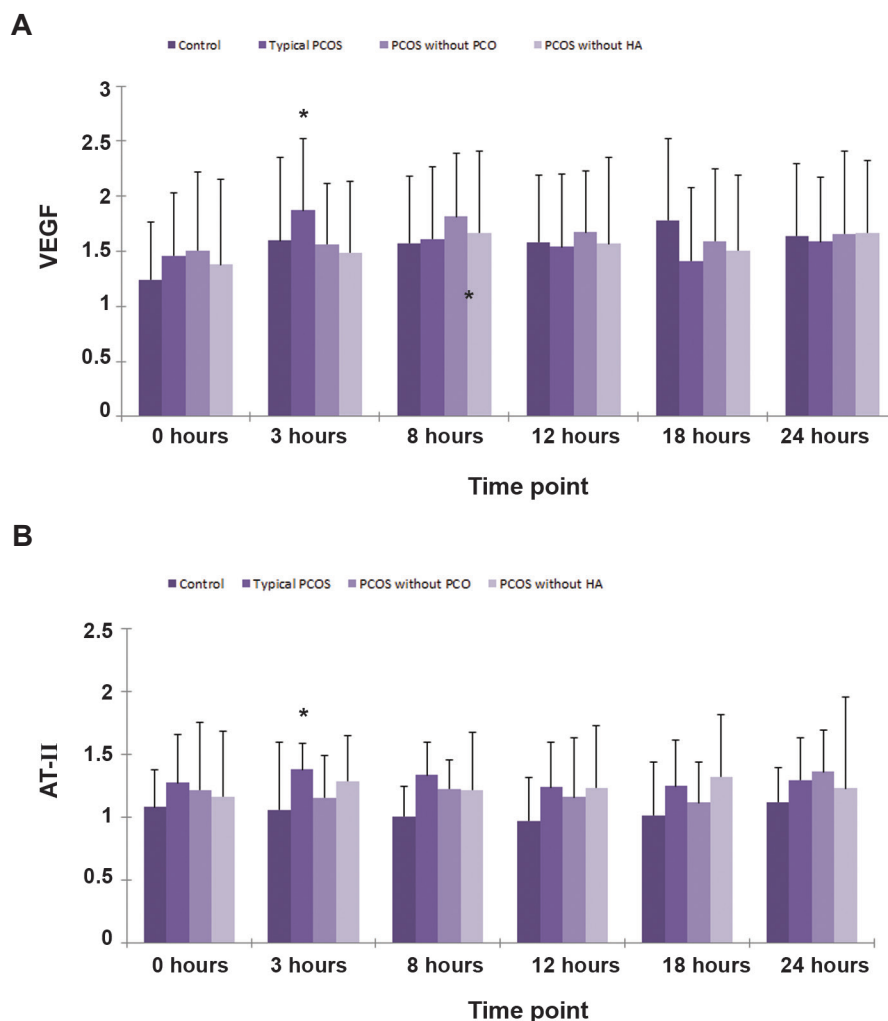 A
Control Typical PCOS PCOS without PCO PCOS without HA
3
2.5
2
1.5
1
0.5
0
VEGF
*
*
0 hours 3 hours 8 hours 12 hours 18 hours 24 hours
Time point
B
Control Typical PCOS PCOS without PCO PCOS without HA
2.5
2
1.5
1
0.5
0
AT-II
*
0 hours 3 hours 8 hours 12 hours 18 hours 24 hours
Time point